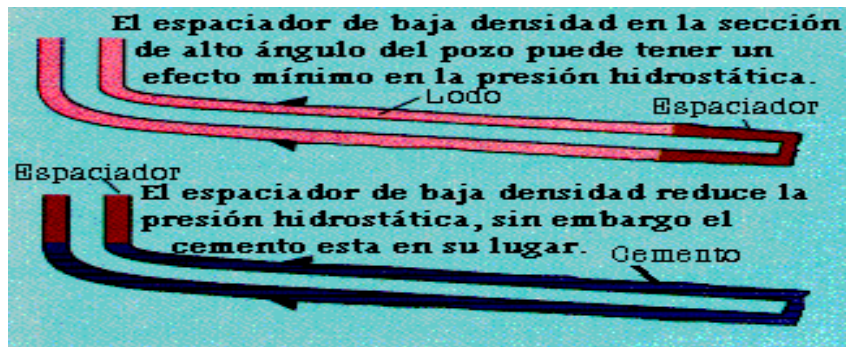 El espaciador de baja densidad en la sección
de alto ángulo del pozo puede tener un
efecto mínimo en la presión hidrostática.
Lodo
Espaciador
Espaciador
El espaciador de baja densidad reduce la
presión hidrostática, sin embargo el
cemento esta en su lugar.
Cemento